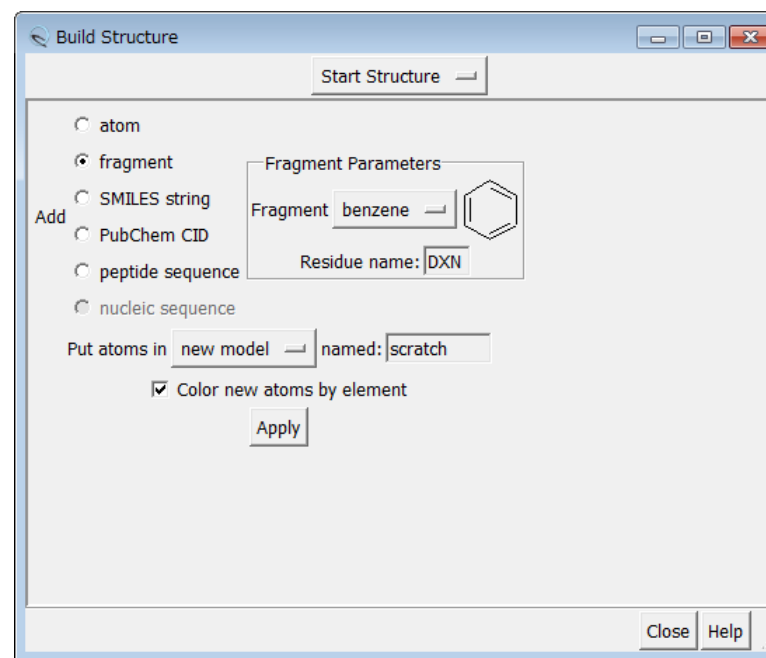 Build Structure
Start Structure
atom
fragment
Fragment Parameters
SMILES string
Fragment benzene
Add
PubChem CID
peptide sequence
Residue name: DXN
nucleic sequence
Put atoms in new model named: scratch
Color new atoms by element
Apply
Close Help